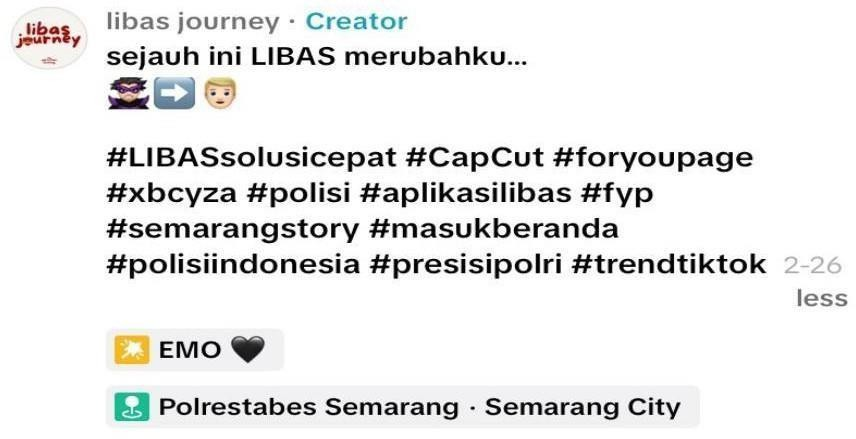 libas journey
libas journey · Creator
sejauh ini LIBAS merubahku...
🦹➡️👨🏼
#LIBASsolusicepat #CapCut #foryoupage
#xbcyza #polisi #aplikasilibas #fyp
#semarangstory #masukberanda
#polisiindonesia #presisipolri #trendtiktok 2-26
less
EMO 🖤
Polrestabes Semarang · Semarang City